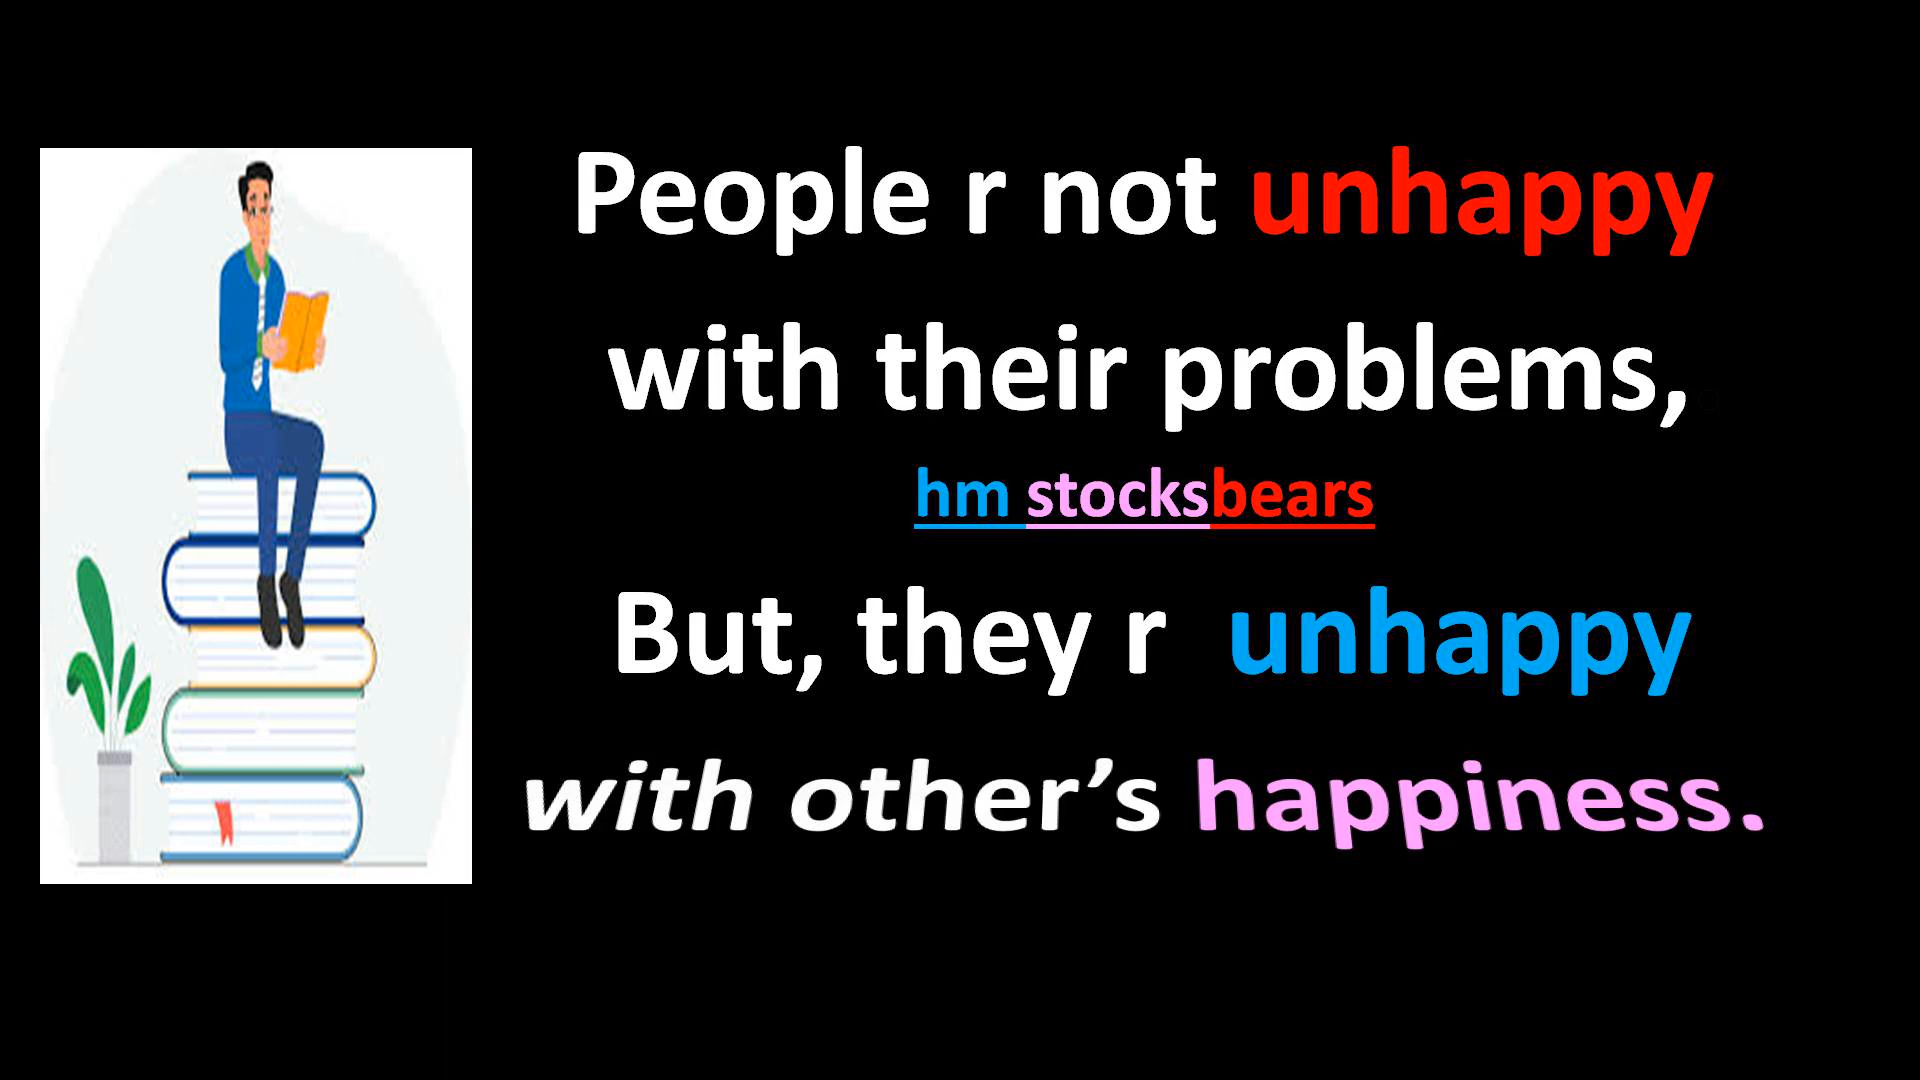 People r not unhappy
with their problems,
hm stocksbears
But, they r  unhappy
with other’s happiness.